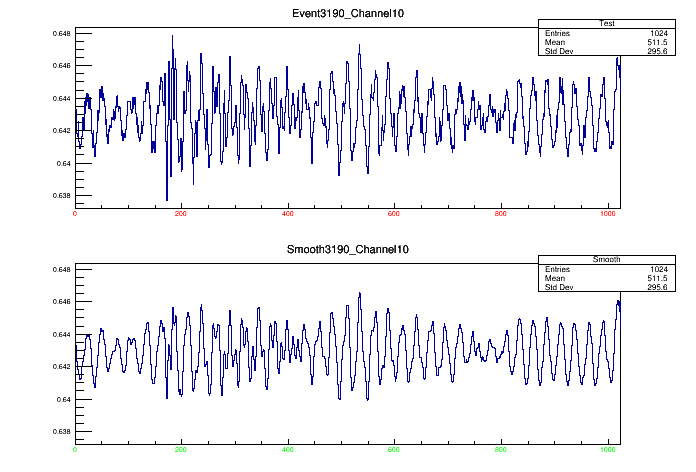 Event3190_Channel10
Test
Entries 1024
Mean 511.5
Std Dev 295.6
0.648
0.646
0.644
0.642
0.64
0.638
0 200 400 600 800 1000
Smooth3190_Channel10
Smooth
Entries 1024
Mean 511.5
Std Dev 295.6
0.648
0.646
0.644
0.642
0.64
0.638
0 200 400 600 800 1000